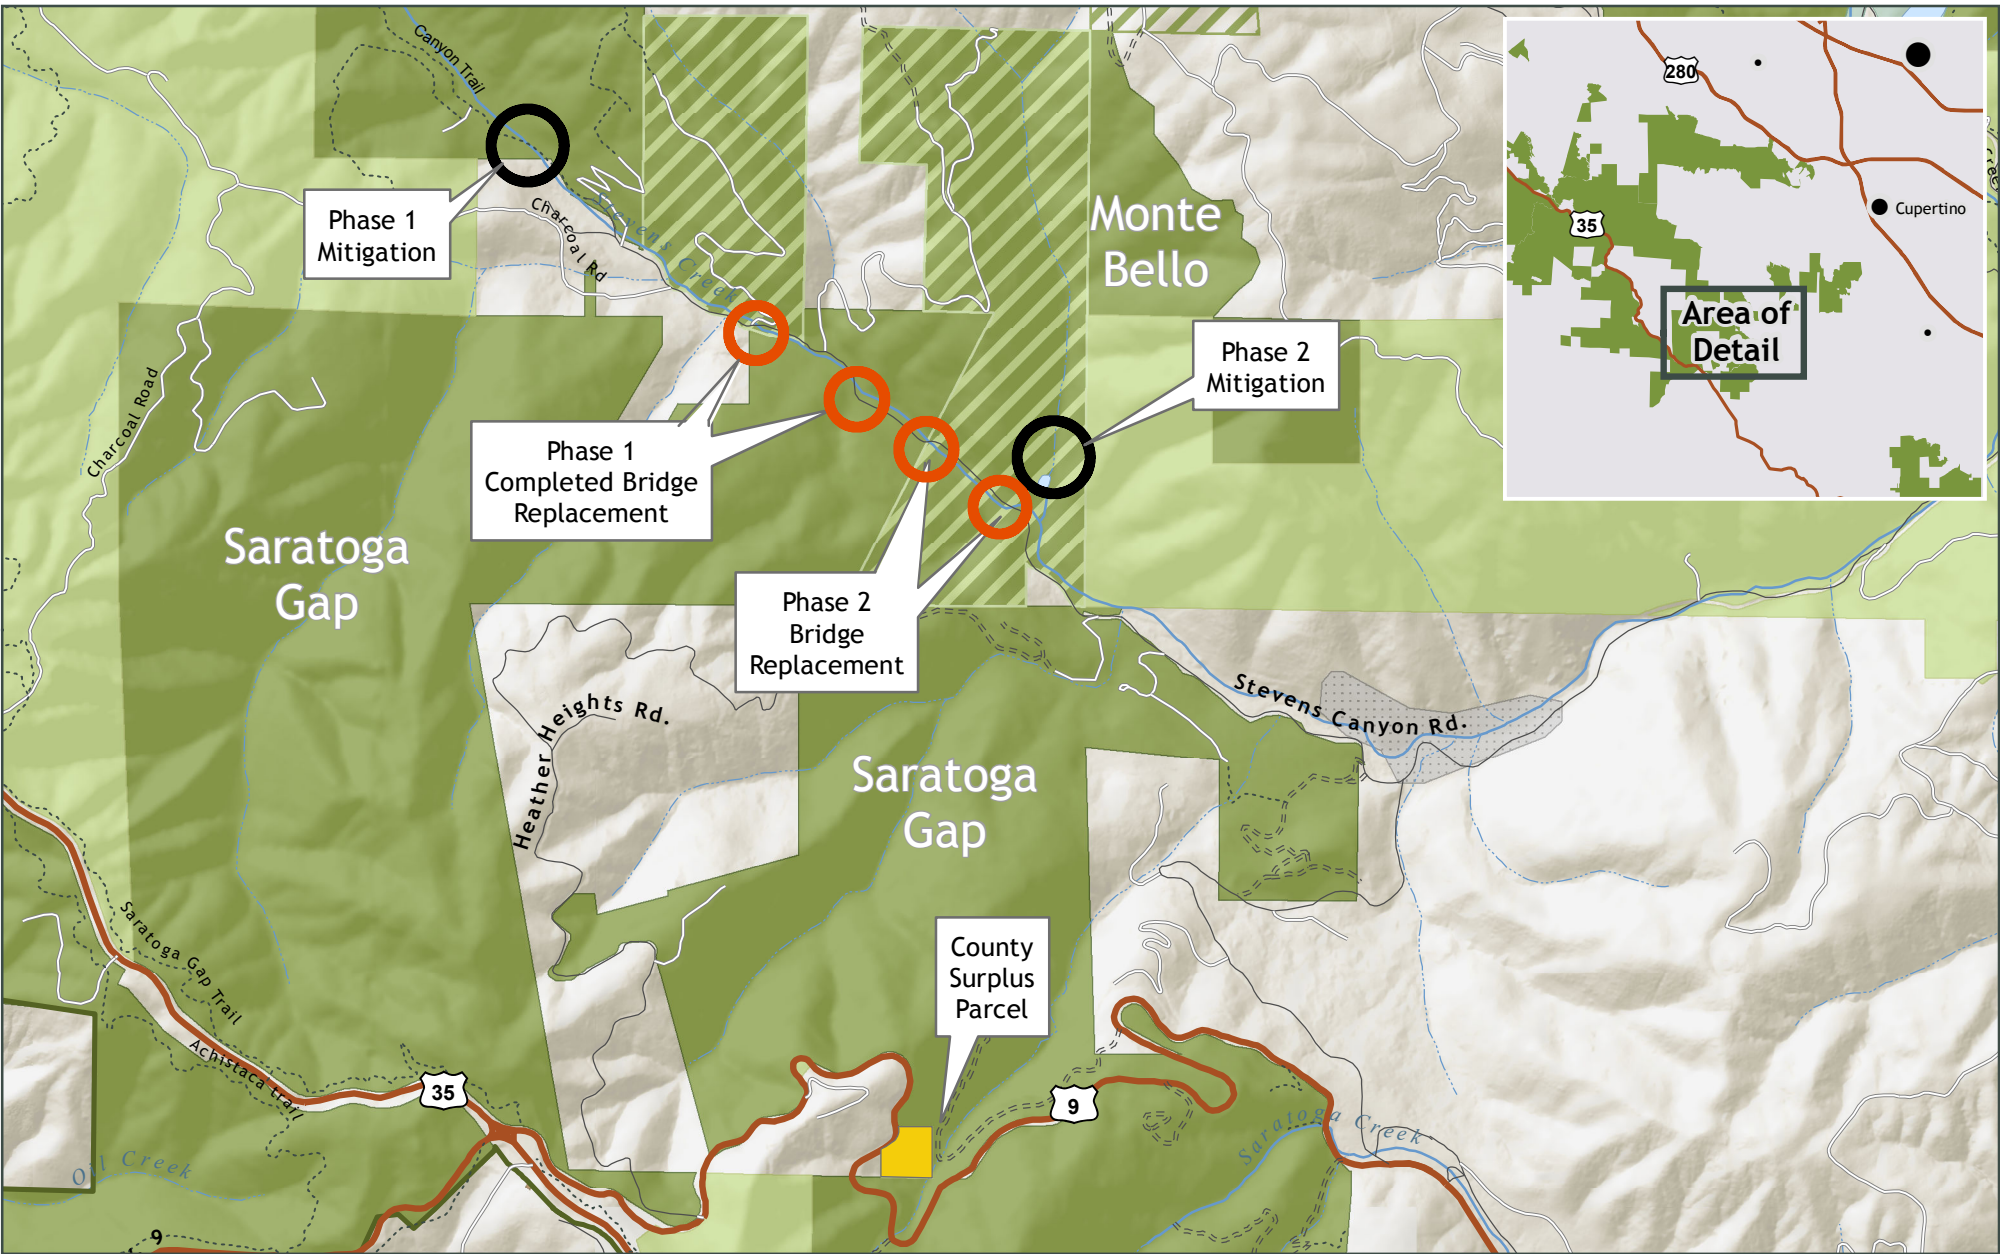 Canyon Trail
280
Cupertino
35
Area of
Detail
Phase 1
Mitigation
Charcoal Rd
Stevens Creek
Monte
Bello
Phase 2
Mitigation
Charcoal Road
Phase 1
Completed Bridge
Replacement
Saratoga
Gap
Phase 2
Bridge
Replacement
Heather Heights Rd.
Stevens Canyon Rd.
Saratoga
Gap
Saratoga Gap Trail
Achistaca trail
County
Surplus
Parcel
35
9
Saratoga Creek
Oil Creek
9